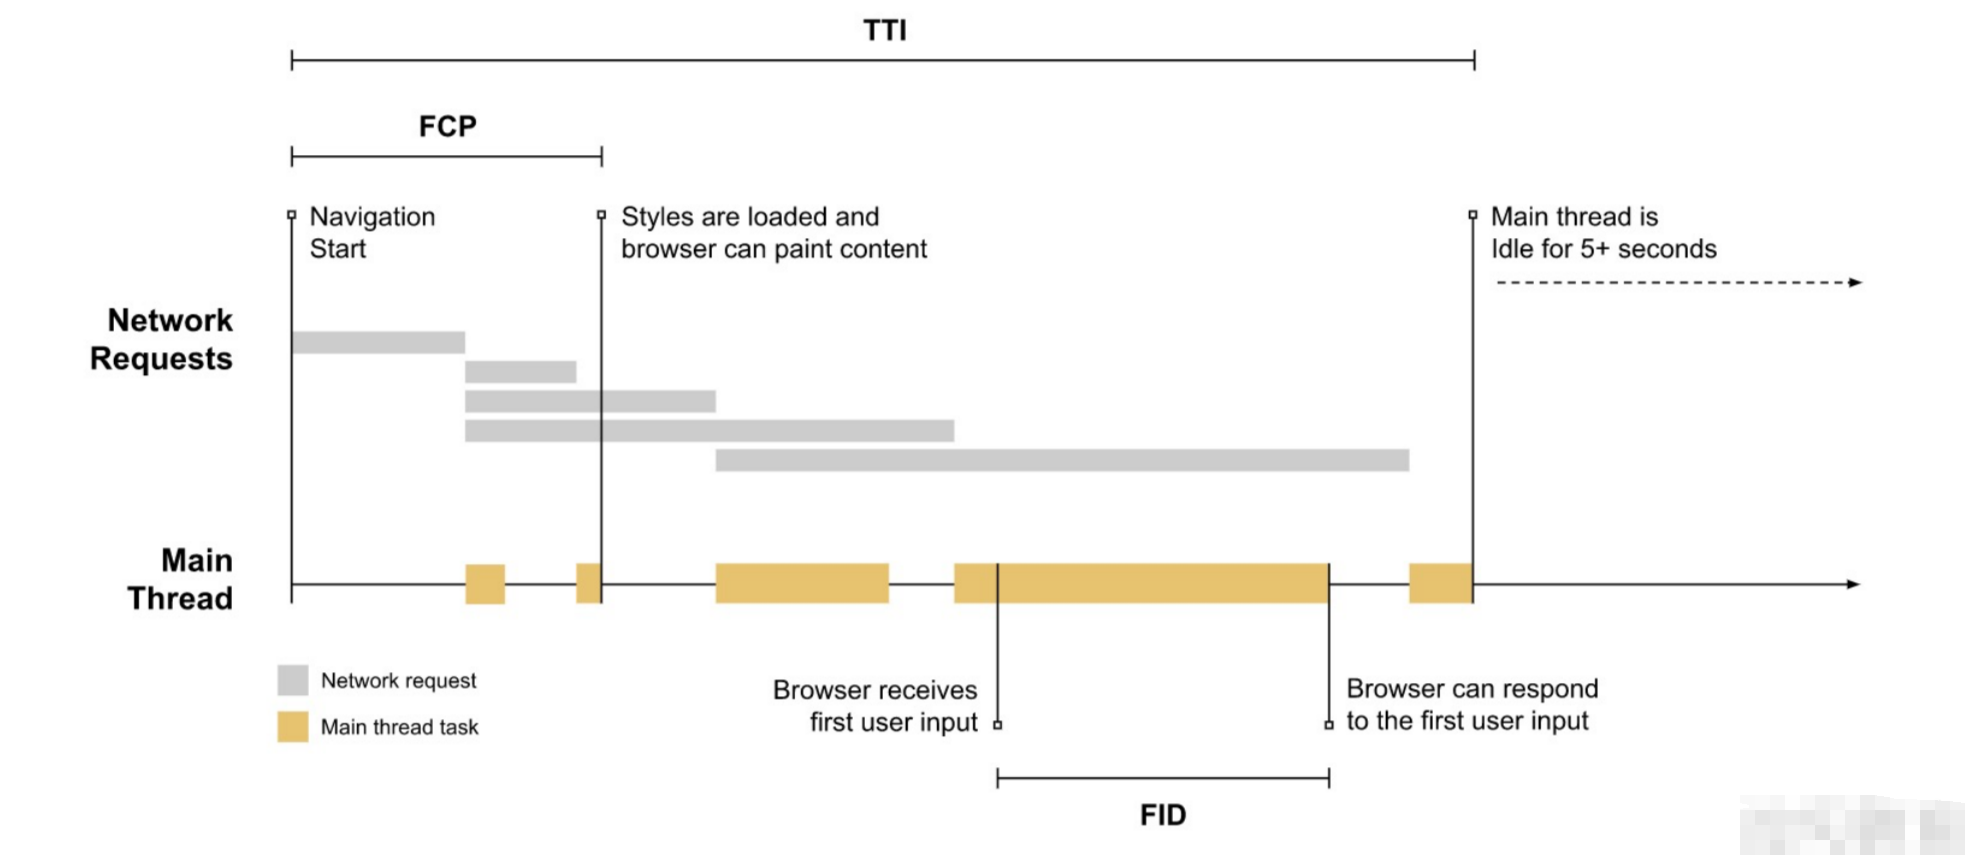 TTI
FCP
Navigation
Start
Styles are loaded and
browser can paint content
Main thread is
Idle for 5+ seconds
Network
Requests
Main
Thread
Network request
Main thread task
Browser receives
first user input
Browser can respond
to the first user input
FID